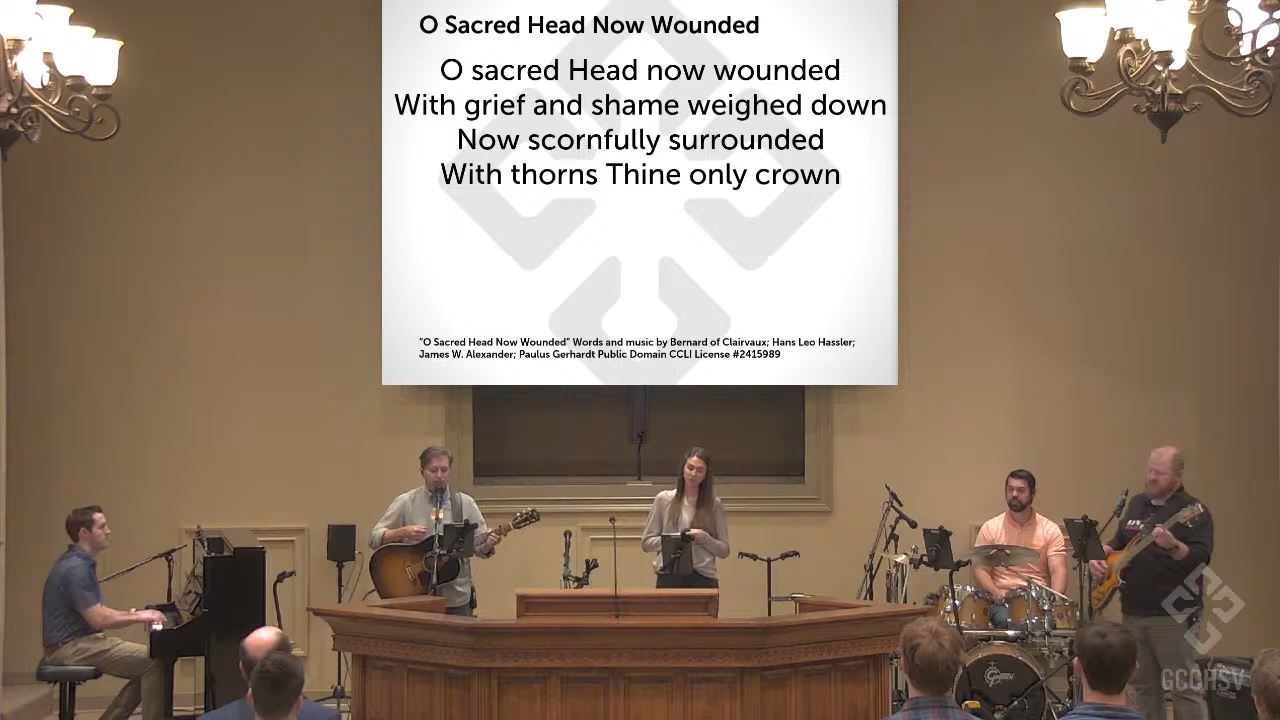 O Sacred Head Now Wounded
O sacred Head now wounded
With grief and shame weighed down
Now scornfully surrounded
With thorns Thine only crown
"O Sacred Head Now Wounded" Words and music by Bernard of Clairvaux; Hans Leo Hassler;
James W. Alexander; Paulus Gerhardt Public Domain CCLI License #2415989
Gretsch
GCCHSV